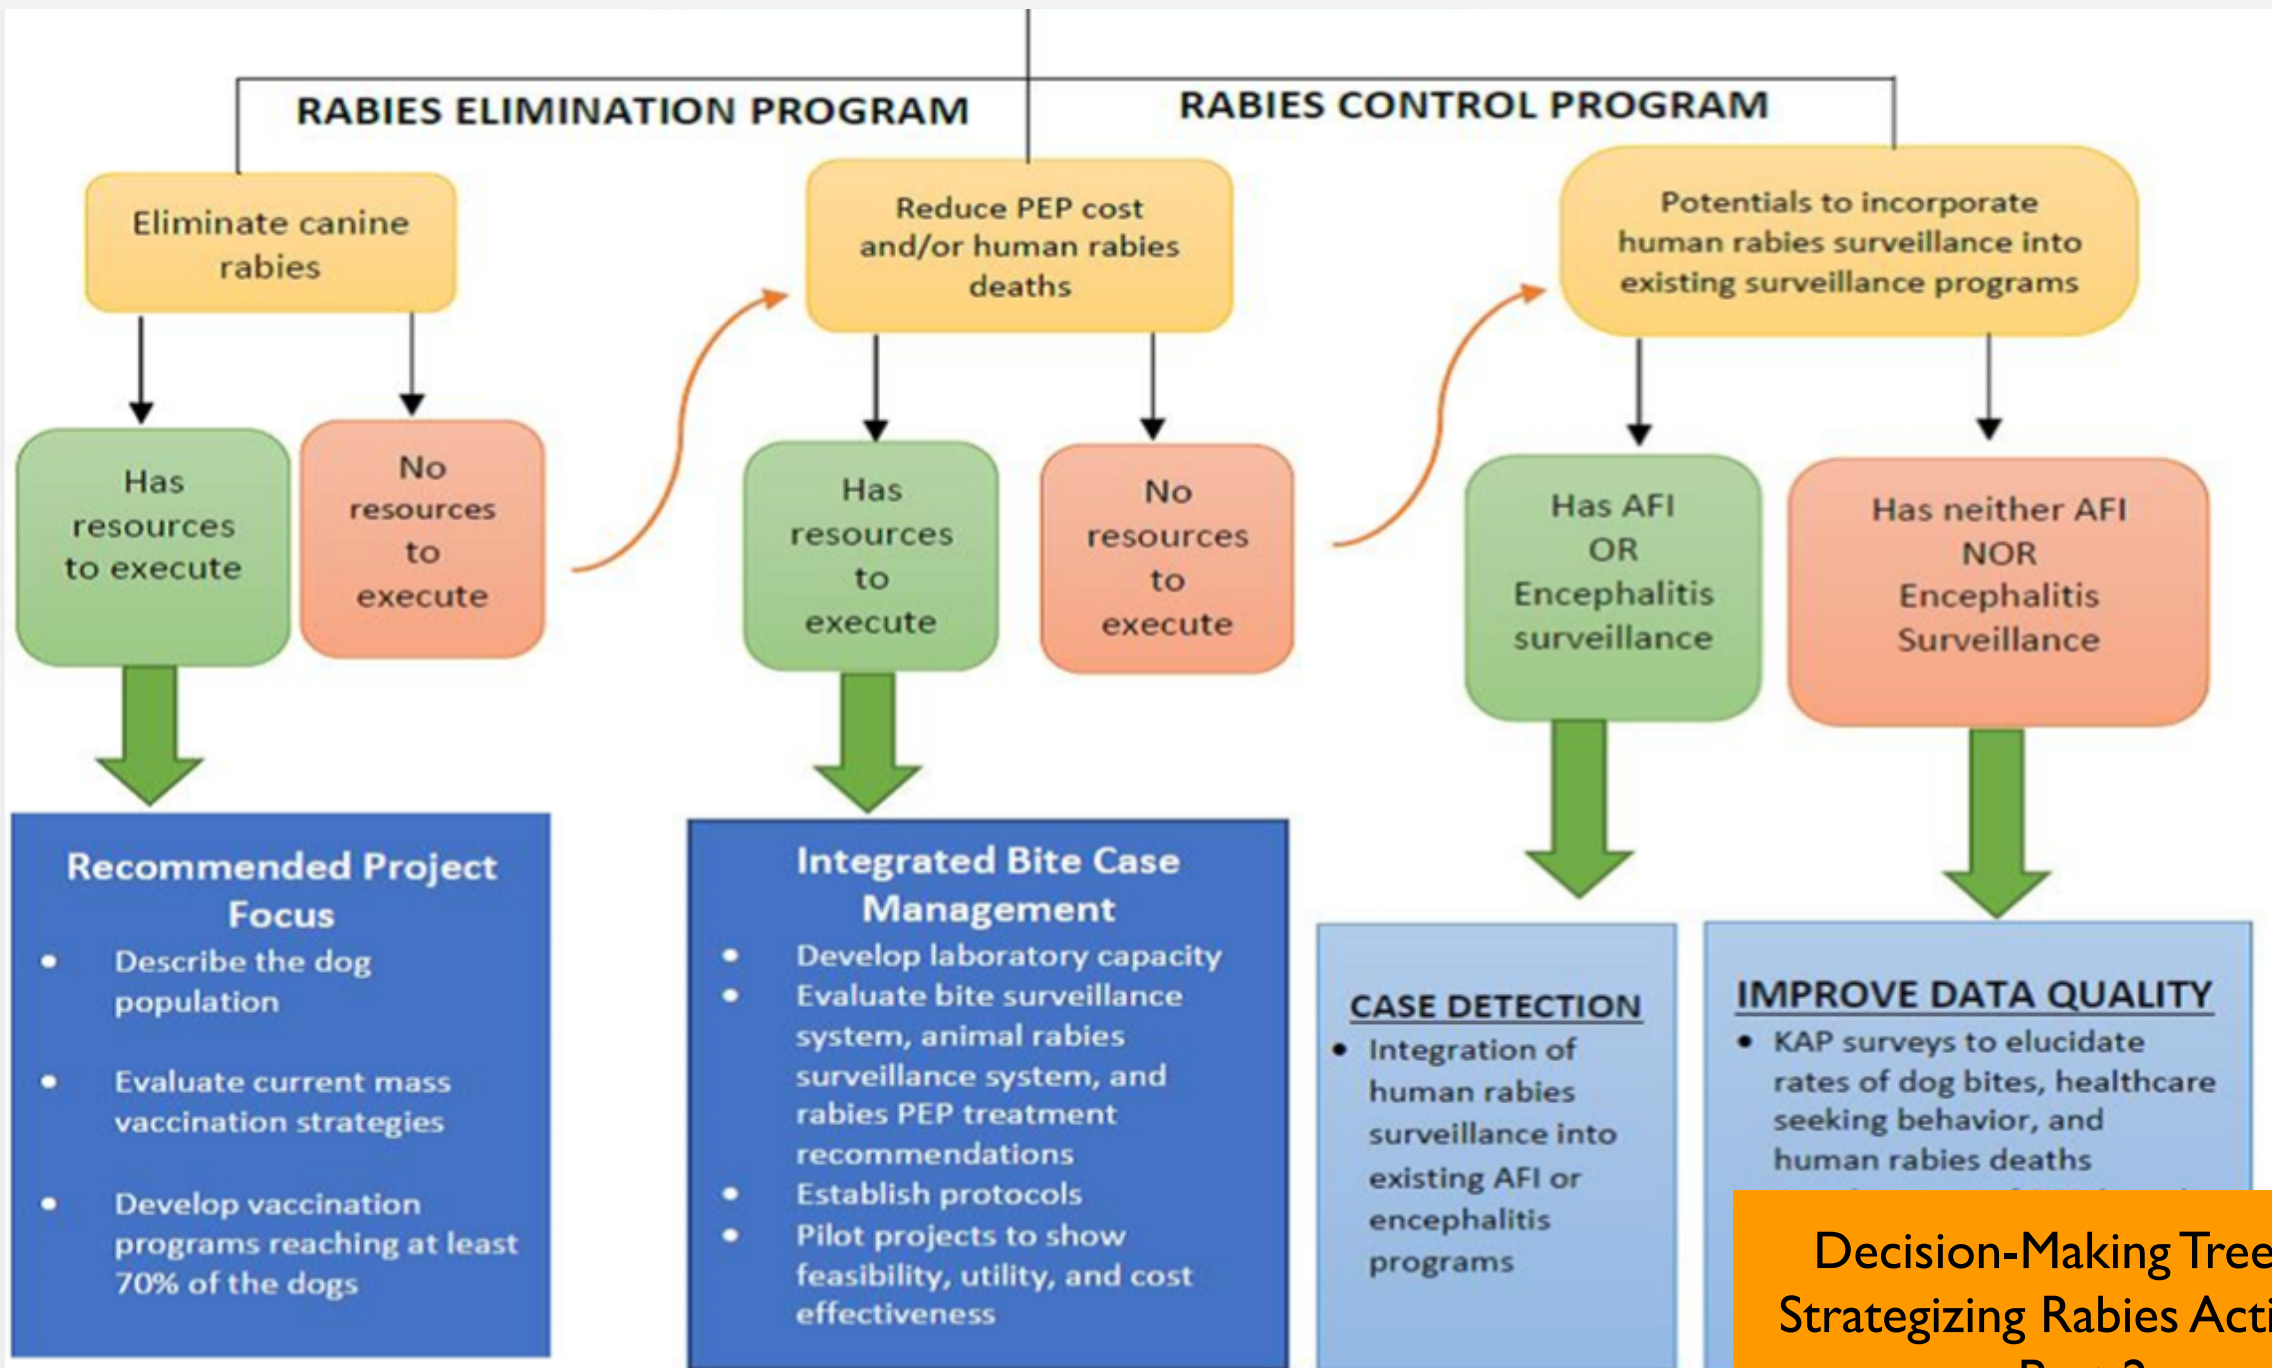 RABIES ELIMINATION PROGRAM
RABIES CONTROL PROGRAM
Eliminate canine
rabies
Reduce PEP cost
and/or human rabies
deaths
Potentials to incorporate
human rabies surveillance into
existing surveillance programs
Has
resources
to execute
No
resources
to
execute
Has
resources
to
execute
No
resources
to
execute
Has AFI
OR
Encephalitis
surveillance
Has neither AFI
NOR
Encephalitis
Surveillance
Recommended Project
Focus
• Describe the dog
population
• Evaluate current mass
vaccination strategies
• Develop vaccination
programs reaching at least
70% of the dogs
Integrated Bite Case
Management
• Develop laboratory capacity
• Evaluate bite surveillance
system, animal rabies
surveillance system, and
rabies PEP treatment
recommendations
• Establish protocols
• Pilot projects to show
feasibility, utility, and cost
effectiveness
CASE DETECTION
• Integration of
human rabies
surveillance into
existing AFI or
encephalitis
programs
IMPROVE DATA QUALITY
• KAP surveys to elucidate
rates of dog bites, healthcare
seeking behavior, and
human rabies deaths
Decision-Making Tree
Strategizing Rabies Acti